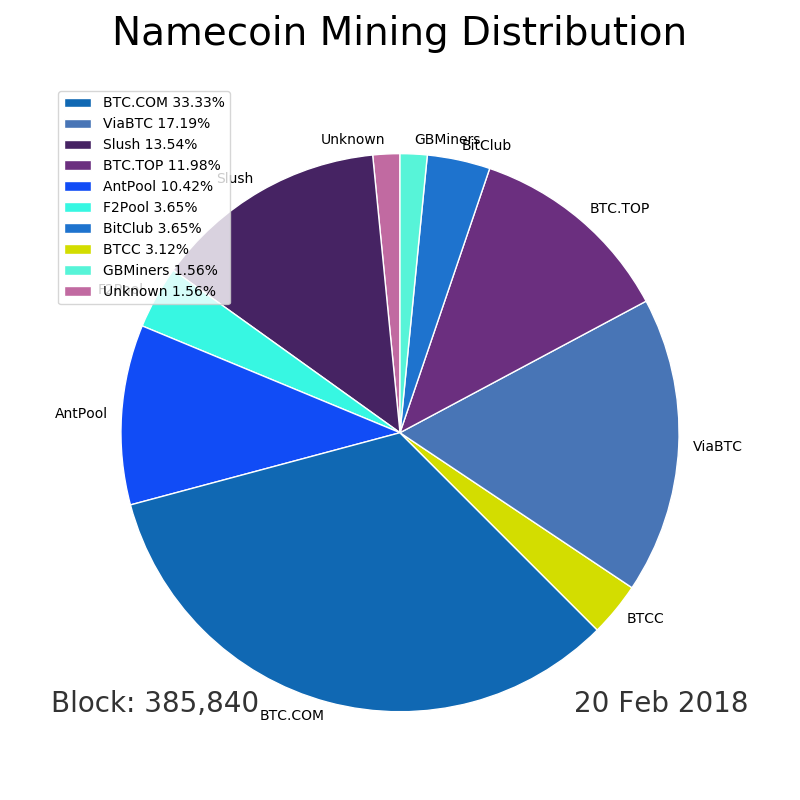 Namecoin Mining Distribution
BTC.COM 33.33%
ViaBTC 17.19%
Slush 13.54%
BTC.TOP 11.98%
AntPool 10.42%
F2Pool 3.65%
BitClub 3.65%
BTCC 3.12%
GBMiners 1.56%
Unknown 1.56%
Unknown
GBMiners
BitClub
Slush
BTC.TOP
AntPool
ViaBTC
BTCC
Block: 385,840
20 Feb 2018
BTC.COM